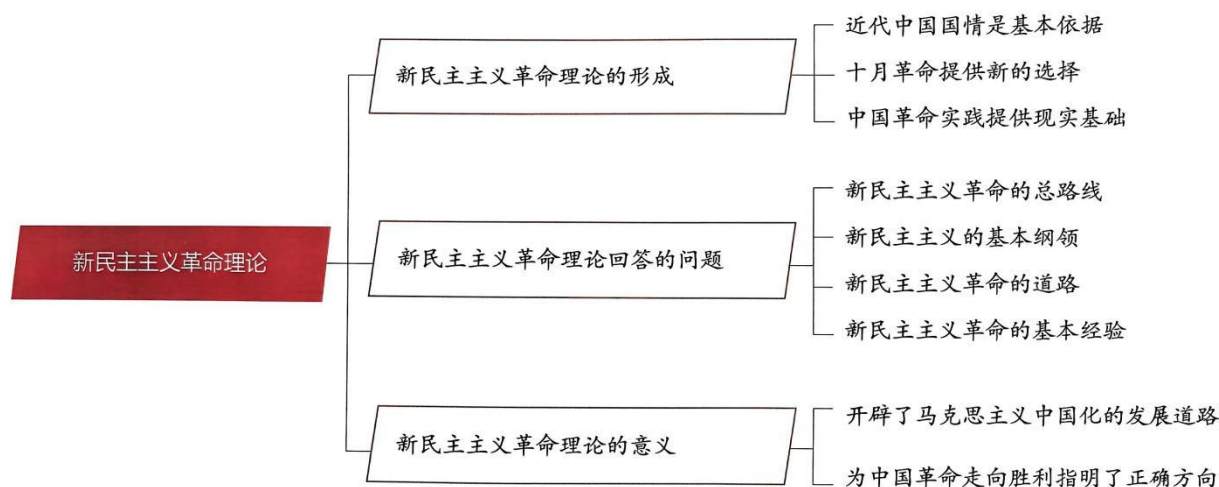 新民主主义革命理论
新民主主义革命理论的形成
近代中国国情是基本依据
十月革命提供新的选择
中国革命实践提供现实基础
新民主主义革命理论回答的问题
新民主主义革命的总路线
新民主主义的基本纲领
新民主主义革命的道路
新民主主义革命的基本经验
新民主主义革命理论的意义
开辟了马克思主义中国化的发展道路
为中国革命走向胜利指明了正确方向